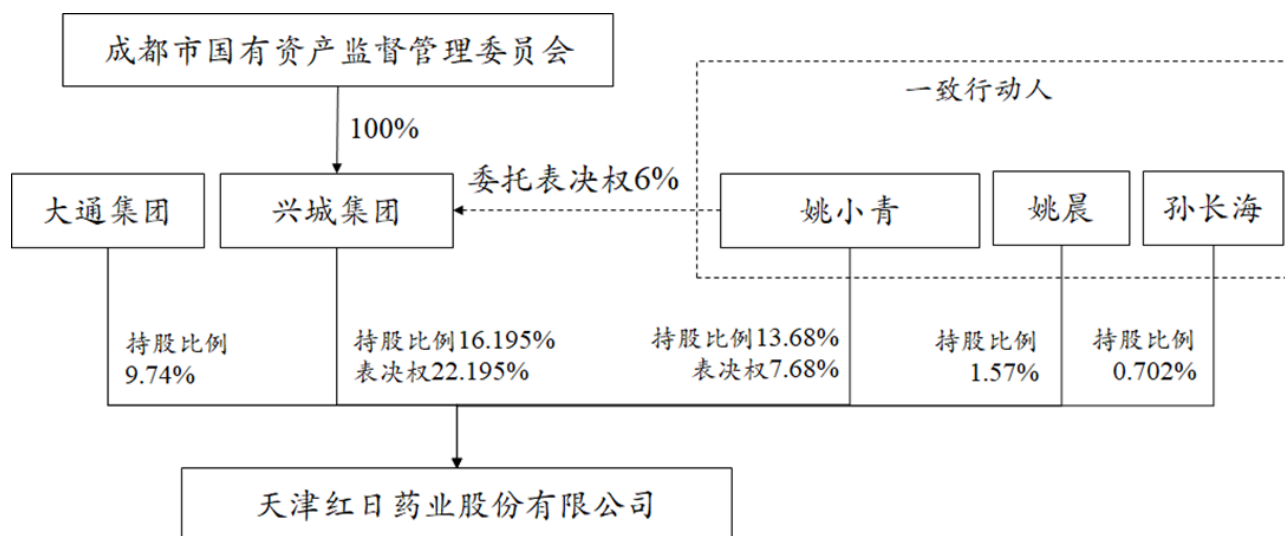 成都市国有资产监督管理委员会
一致行动人
100%
委托表决权6%
大通集团
兴城集团
姚小青
姚晨
孙长海
持股比例
9.74%
持股比例16.195%
表决权22.195%
持股比例13.68%
表决权7.68%
持股比例
1.57%
持股比例
0.702%
天津红日药业股份有限公司